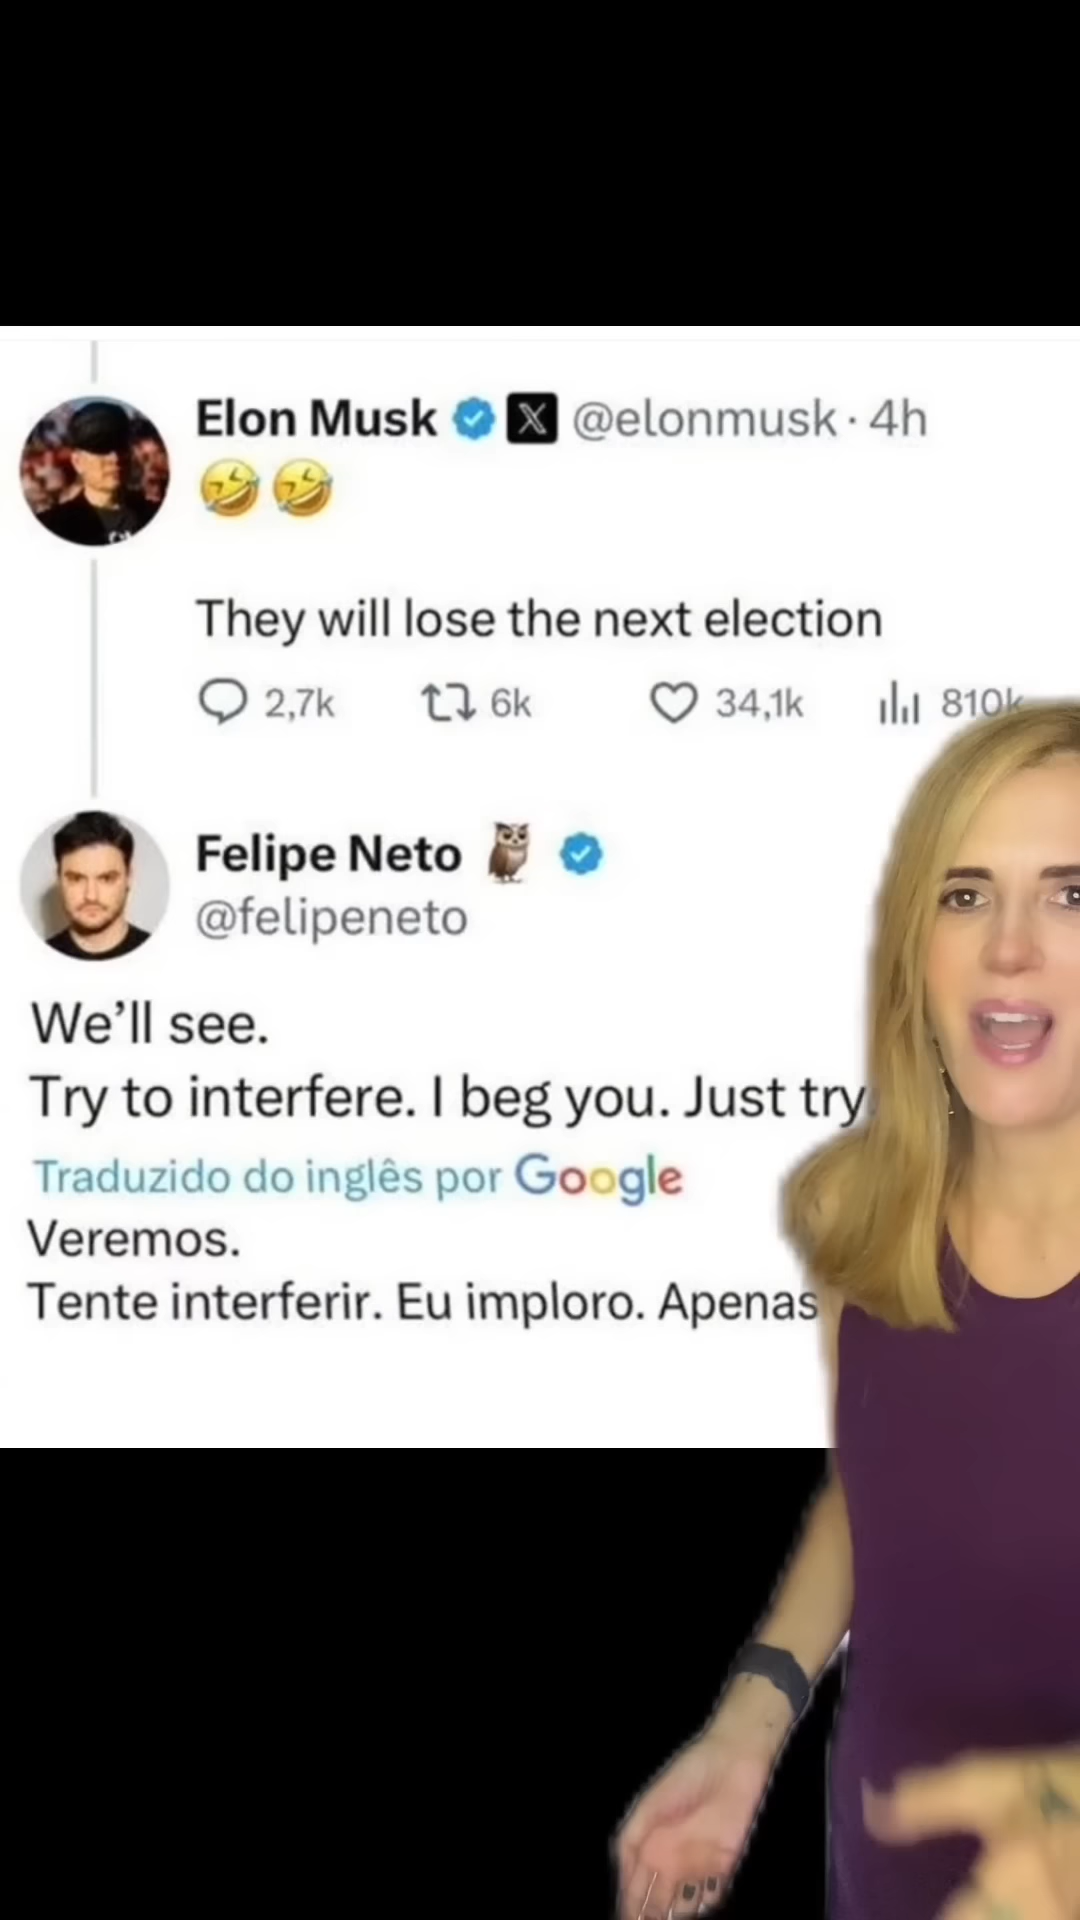 Elon Musk X @elonmusk · 4h
🤣🤣
They will lose the next election
2,7k 6k 34,1k 810k
Felipe Neto 🦉
@felipeneto
We’ll see.
Try to interfere. I beg you. Just try.
Traduzido do inglês por Google
Veremos.
Tente interferir. Eu imploro. Apenas